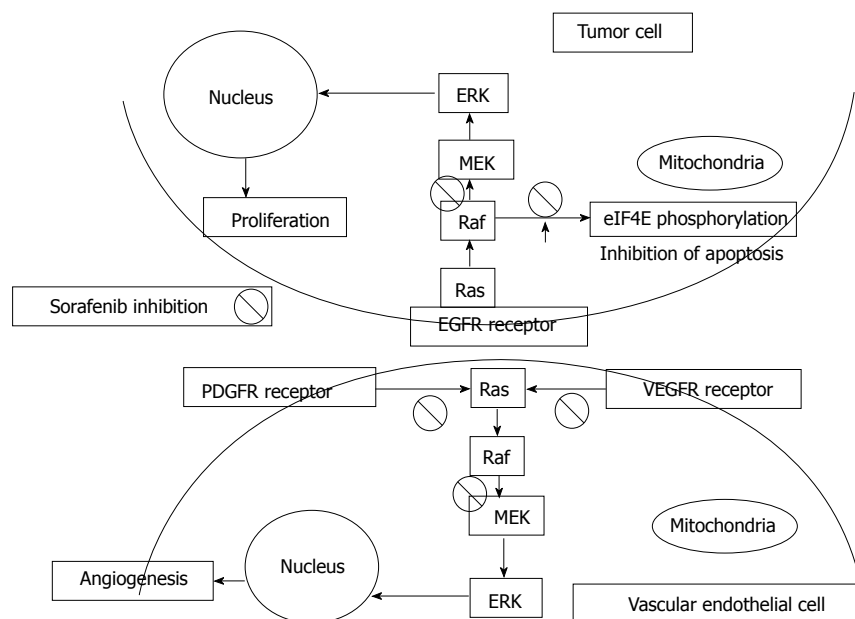 Tumor cell
Nucleus
ERK
MEK
Mitochondria
Proliferation
Raf
eIF4E phosphorylation
Inhibition of apoptosis
Ras
Sorafenib inhibition
EGFR receptor
PDGFR receptor
Ras
VEGFR receptor
Raf
MEK
Mitochondria
Nucleus
Angiogenesis
ERK
Vascular endothelial cell